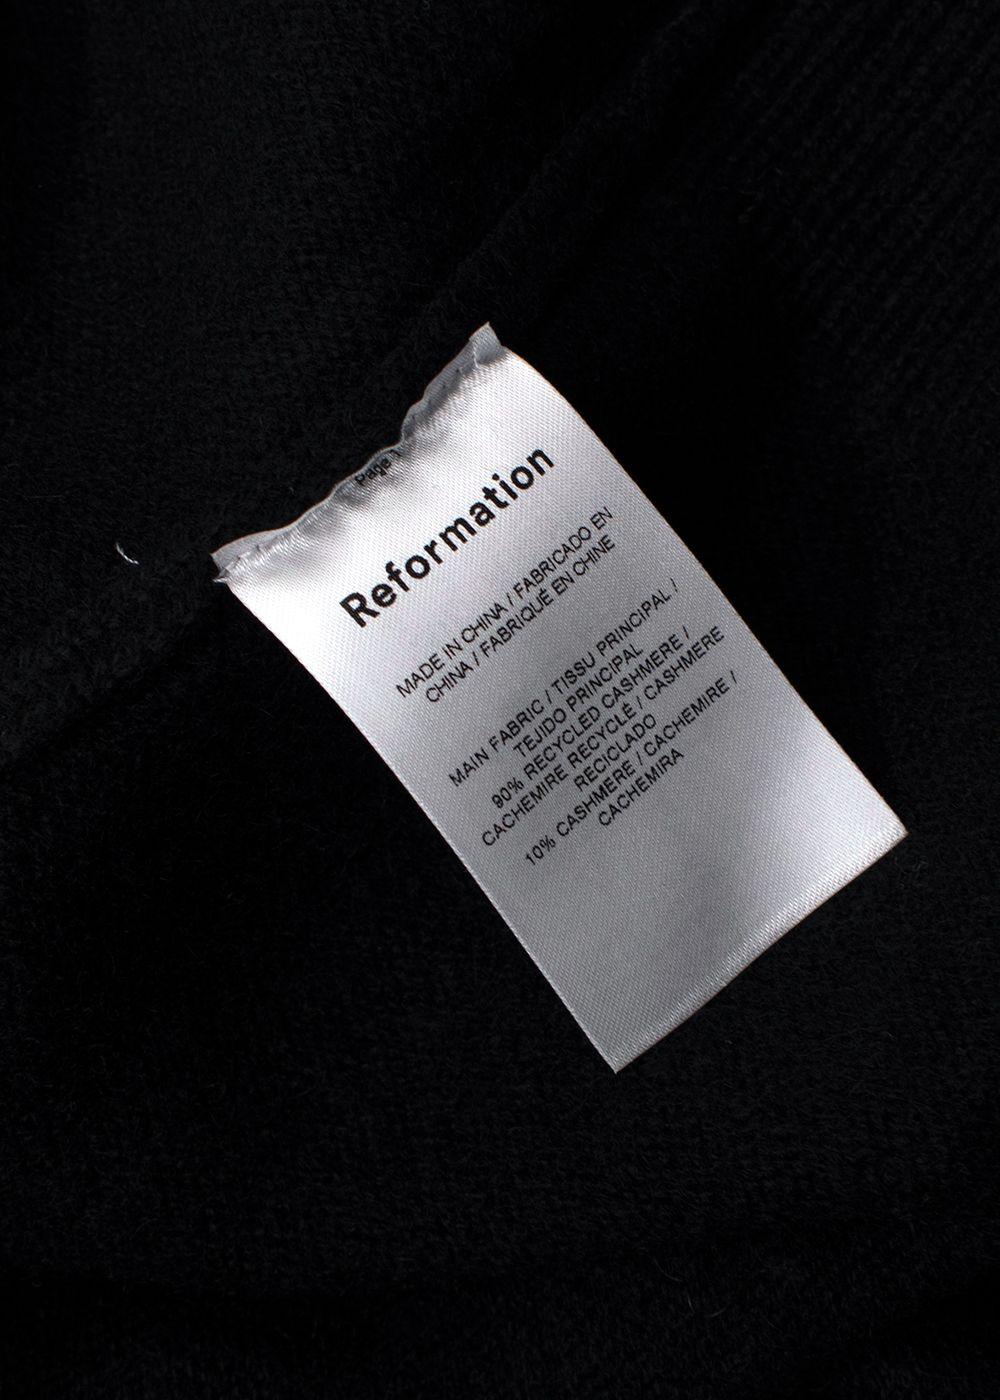 Page
Reformation
MADE IN CHINA / FABRICADO EN
CHINA / FABRIQUÉ EN CHINE
MAIN FABRIC / TISSU PRINCIPAL /
TEJIDO PRINCIPAL
90% RECYCLED CASHMERE /
CACHEMIRE RECYCLÉ / CASHMERE
RECICLADO
10% CASHMERE / CACHEMIRE /
CACHEMIRA